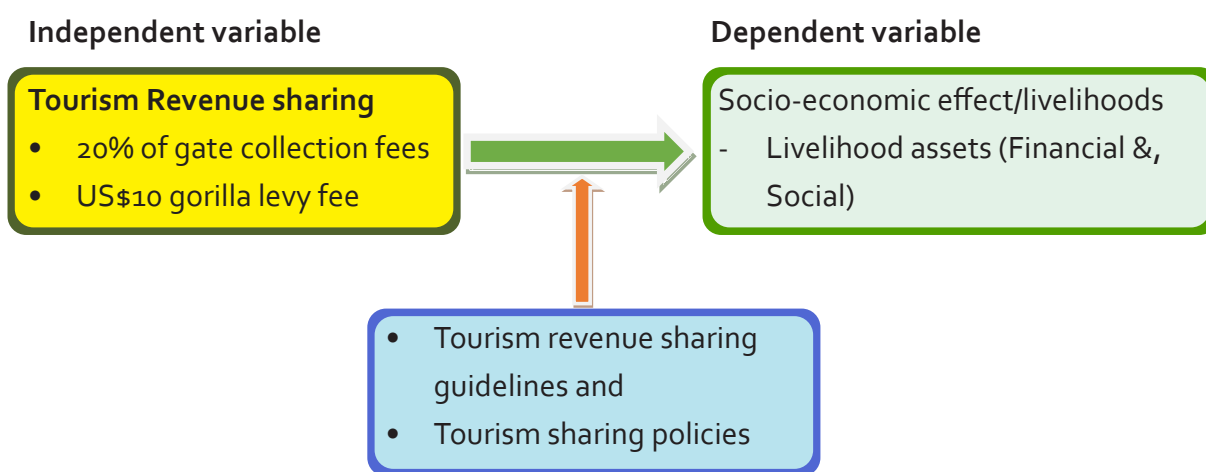 Independent variable
Dependent variable
Tourism Revenue sharing
• 20% of gate collection fees
• US$10 gorilla levy fee
Socio-economic effect/livelihoods
- Livelihood assets (Financial &,
Social)
• Tourism revenue sharing
guidelines and
• Tourism sharing policies